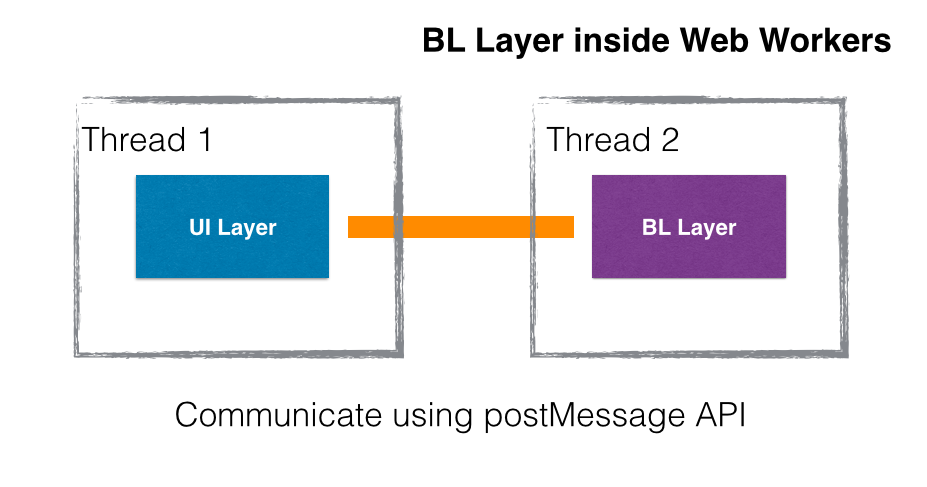 BL Layer inside Web Workers
Thread 1
Thread 2
UI Layer
BL Layer
Communicate using postMessage API